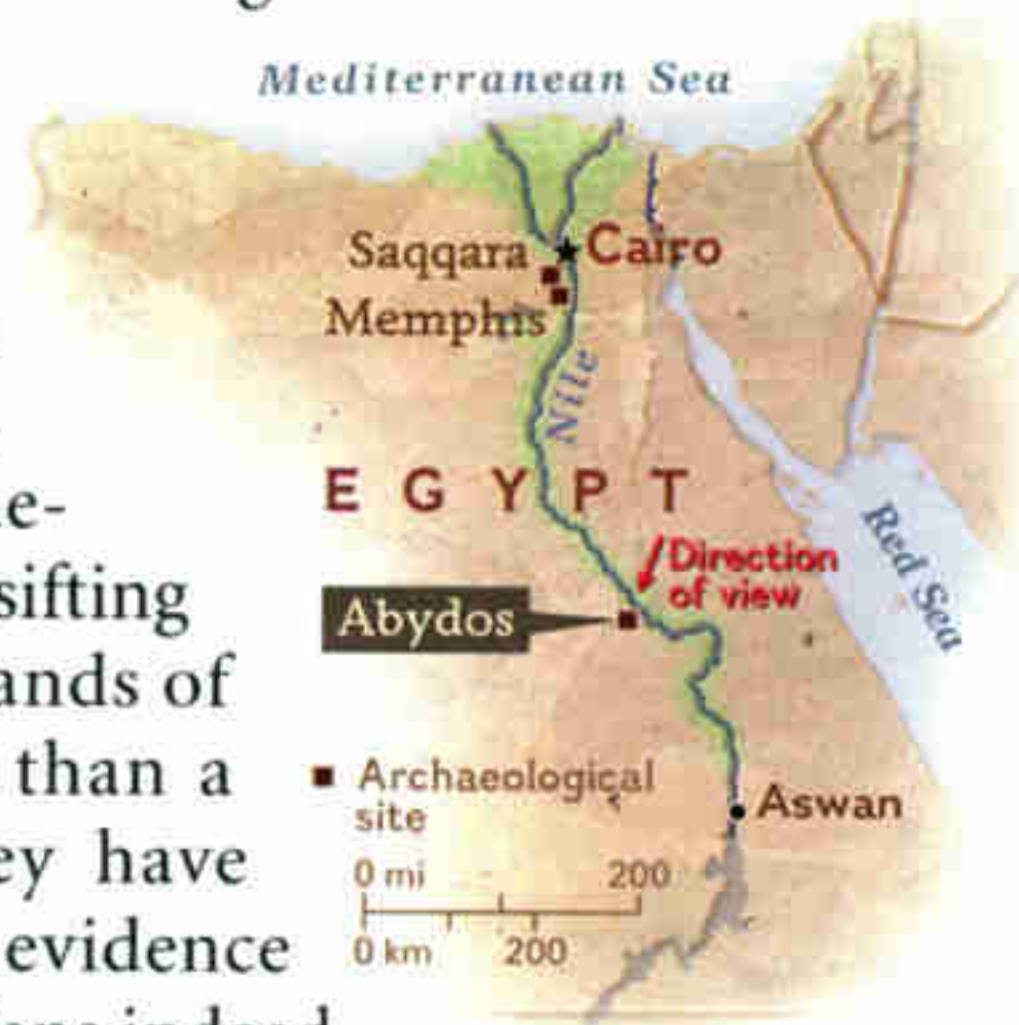 Mediterranean Sea
Saqqara
Cairo
Memphis
Nile
EGYPT
Direction
of view
Red Sea
Abydos
Archaeological
site
Aswan
0 mi 200
0 km 200
sifting
ands of
than a
have
evidence